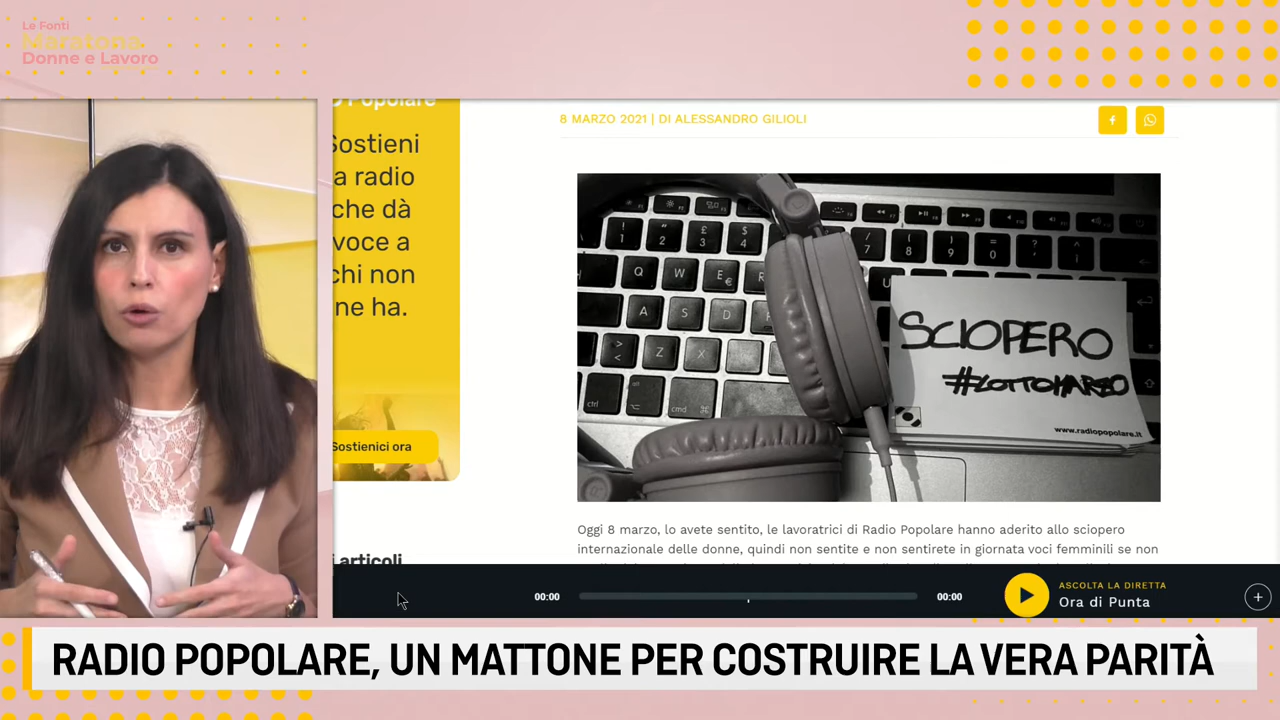 Le Fonti
Maratona
Donne e Lavoro
Popolare
Sostieni
a radio
che dà
voce a
chi non
ne ha.
Sostienici ora
i articoli
8 MARZO 2021 | DI ALESSANDRO GILIOLI
SCIOPERO
#LOTTOMARZO
www.radiopopolare.it
Oggi 8 marzo, lo avete sentito, le lavoratrici di Radio Popolare hanno aderito allo sciopero
internazionale delle donne, quindi non sentite e non sentirete in giornata voci femminili se non
00:00
00:00
ASCOLTA LA DIRETTA
Ora di Punta
RADIO POPOLARE, UN MATTONE PER COSTRUIRE LA VERA PARITÀ